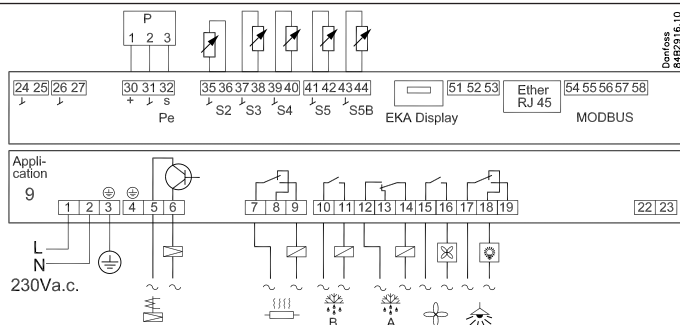 P
1 2 3
Danfoss
84B2916.10
24 25 26 27 30 31 32 35 36 37 38 39 40 41 42 43 44 51 52 53 Ether RJ 45 54 55 56 57 58
+ s S2 S3 S4 S5 S5B
Pe EKA Display MODBUS
Appli-
cation
9
1 2 3 4 5 6 7 8 9 10 11 12 13 14 15 16 17 18 19 22 23
L
N
230Va.c.
B A